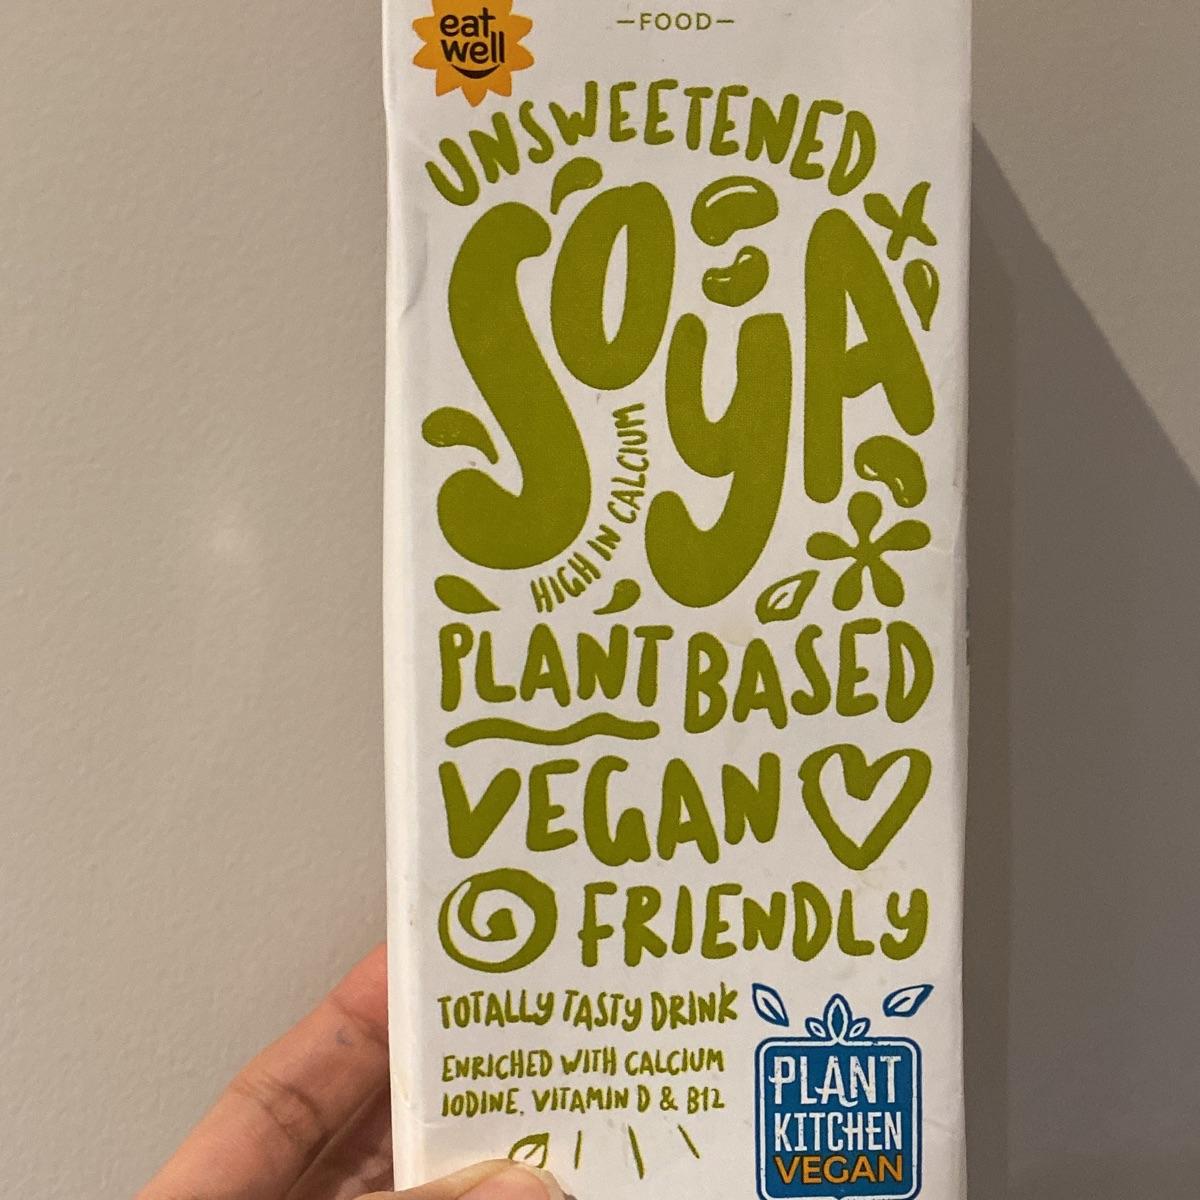 eat
well
—FOOD—
UNSWEETENED
SOYA
HIGH IN CALCIUM
PLANT BASED
VEGAN
FRIENDLY
TOTALLY TASTY DRINK
ENRICHED WITH CALCIUM
IODINE, VITAMIN D & B12
PLANT
KITCHEN
VEGAN